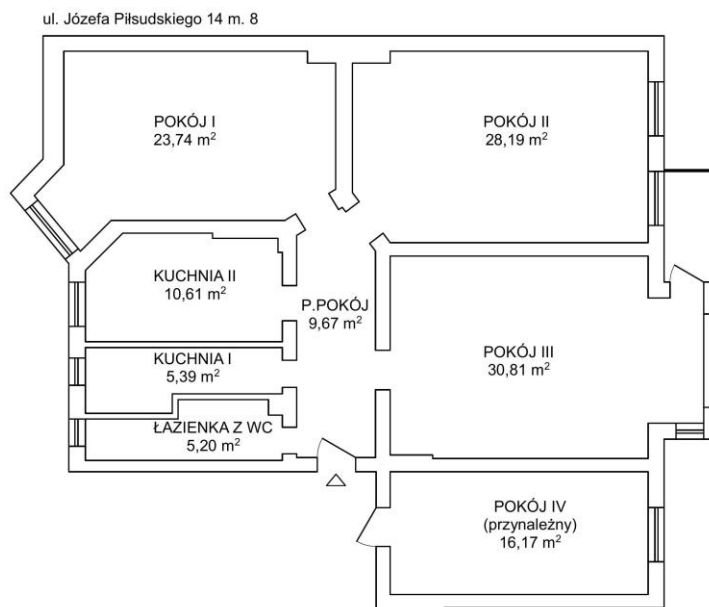 ul. Józefa Piłsudskiego 14 m. 8
POKÓJ I
23,74 m²
POKÓJ II
28,19 m²
KUCHNIA II
10,61 m²
P.POKÓJ
9,67 m²
KUCHNIA I
5,39 m²
POKÓJ III
30,81 m²
ŁAZIENKA Z WC
5,20 m²
POKÓJ IV
(przynależny)
16,17 m²